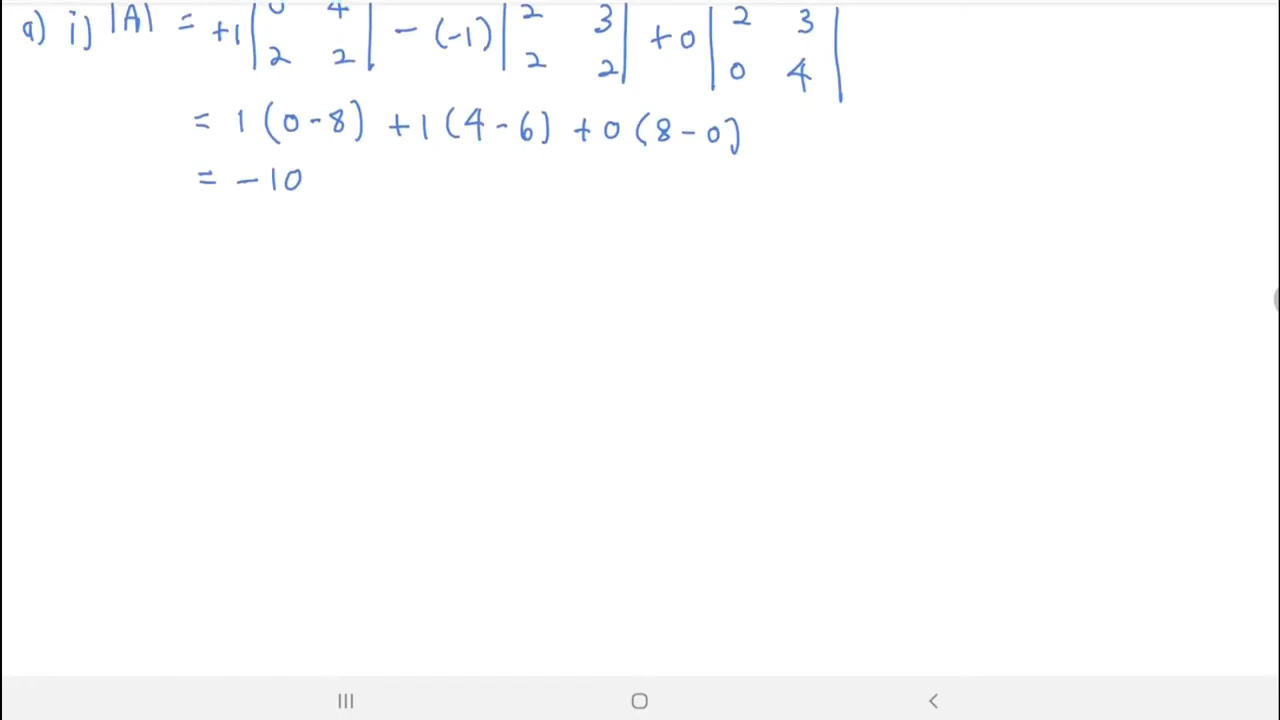 a) i) |A| = +1 |0 4; 2 2| - (-1) |2 3; 2 2| + 0 |2 3; 0 4|
= 1 (0 - 8) + 1 (4 - 6) + 0 (8 - 0)
= -10